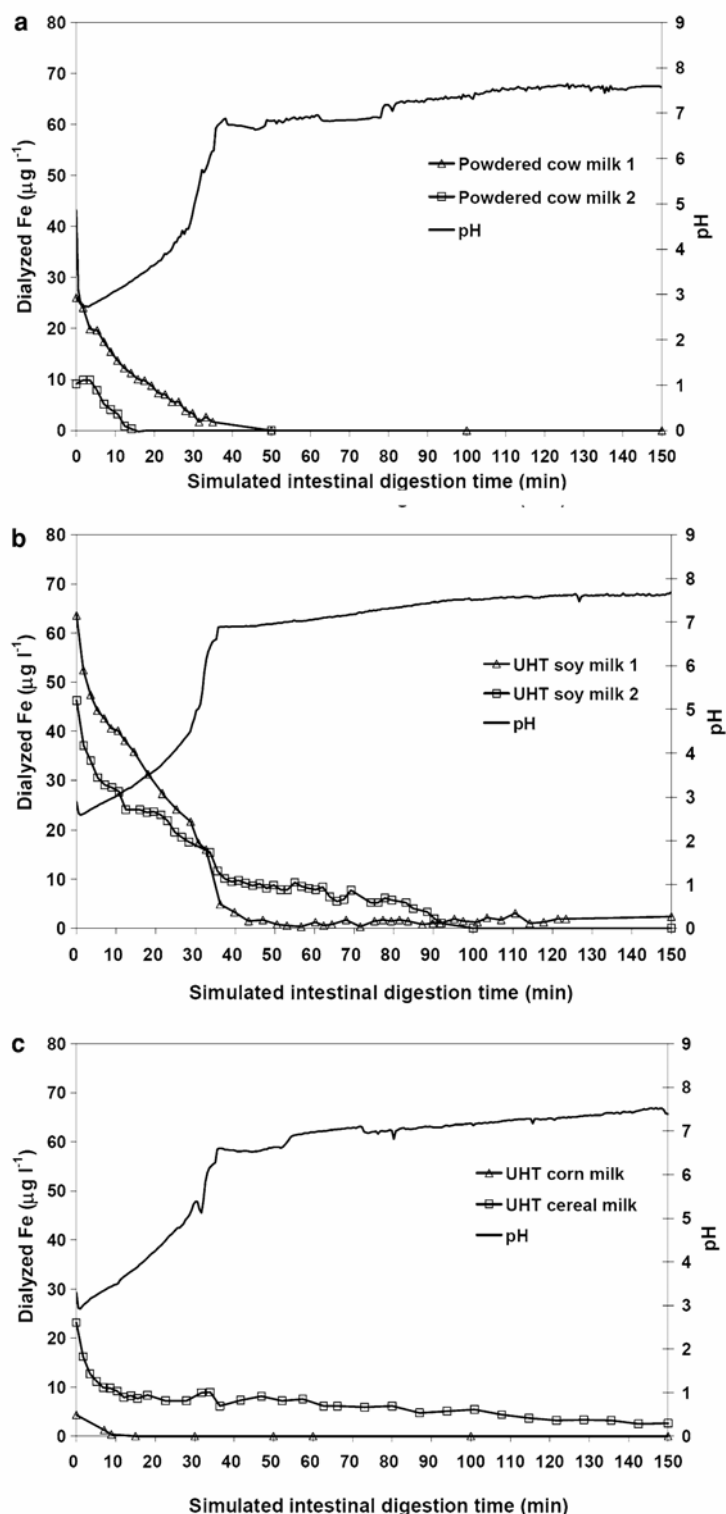 a
80
70
60
50
40
30
20
10
0
Dialyzed Fe (µg l⁻¹)
9
8
7
6
5
4
3
2
1
0
pH
Powdered cow milk 1
Powdered cow milk 2
pH
0 10 20 30 40 50 60 70 80 90 100 110 120 130 140 150
Simulated intestinal digestion time (min)
b
80
70
60
50
40
30
20
10
0
Dialyzed Fe (µg l⁻¹)
9
8
7
6
5
4
3
2
1
0
pH
UHT soy milk 1
UHT soy milk 2
pH
0 10 20 30 40 50 60 70 80 90 100 110 120 130 140 150
Simulated intestinal digestion time (min)
c
80
70
60
50
40
30
20
10
0
Dialyzed Fe (µg l⁻¹)
9
8
7
6
5
4
3
2
1
0
pH
UHT corn milk
UHT cereal milk
pH
0 10 20 30 40 50 60 70 80 90 100 110 120 130 140 150
Simulated intestinal digestion time (min)